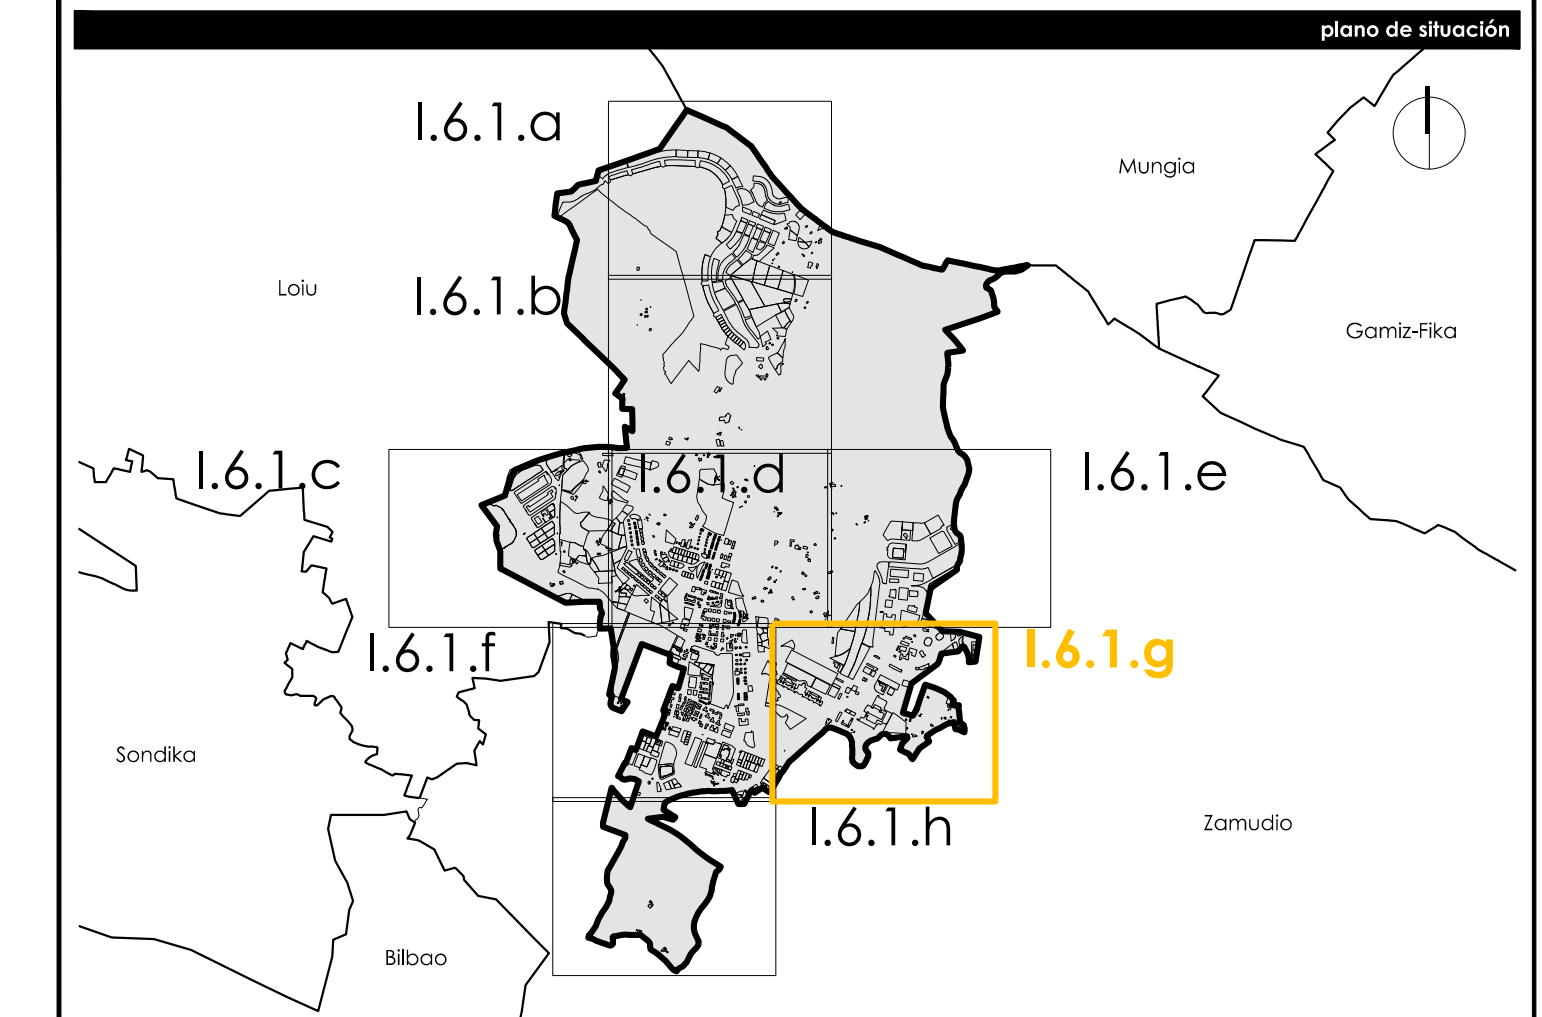 plano de situación
I.6.1.a
Mungia
Loiu
I.6.1.b
Gamiz-Fika
I.6.1.c
I.6.1.d
I.6.1.e
I.6.1.f
I.6.1.g
Sondika
I.6.1.h
Zamudio
Bilbao